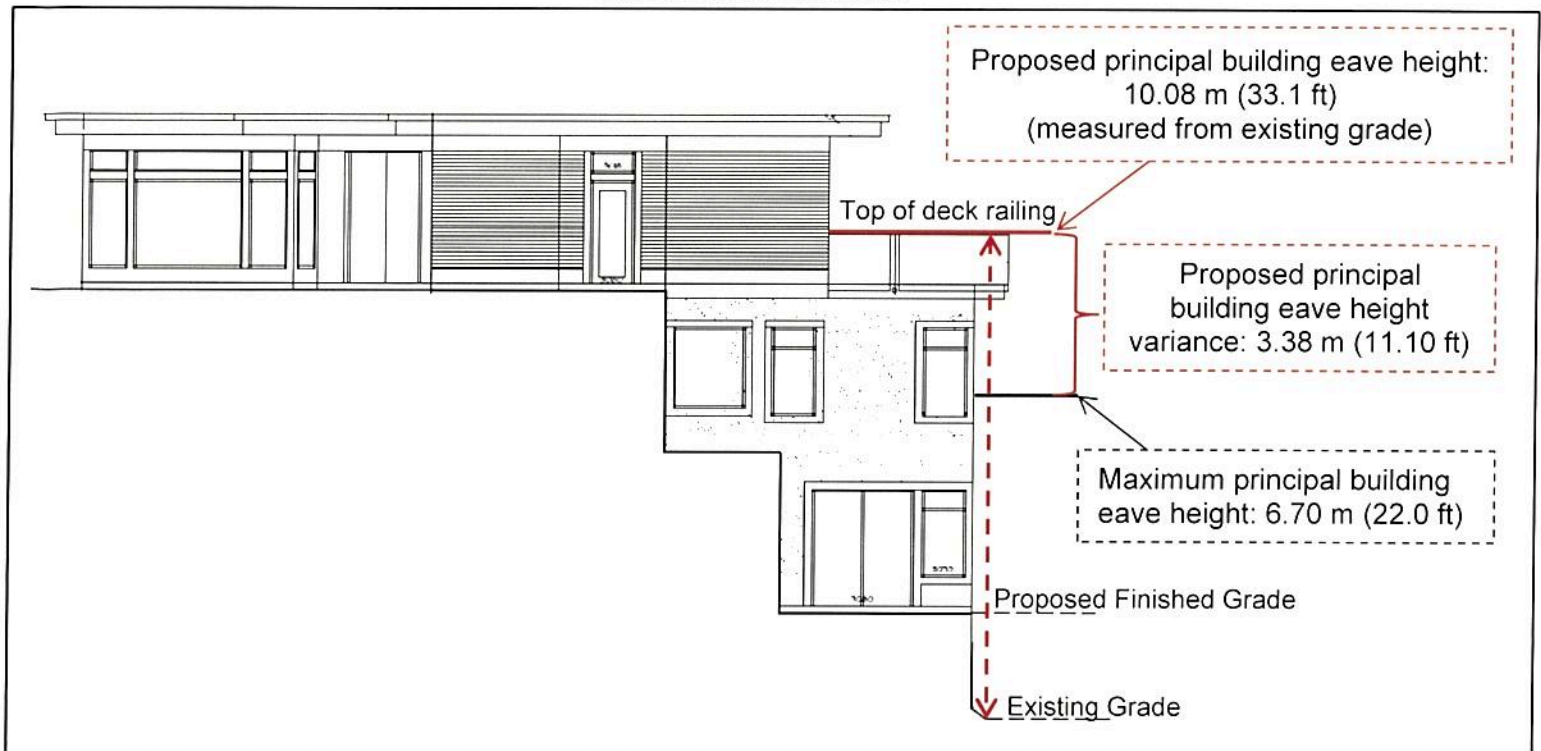 Proposed principal building eave height:
10.08 m (33.1 ft)
(measured from existing grade)
Top of deck railing
Proposed principal
building eave height
variance: 3.38 m (11.10 ft)
Maximum principal building
eave height: 6.70 m (22.0 ft)
Proposed Finished Grade
Existing Grade